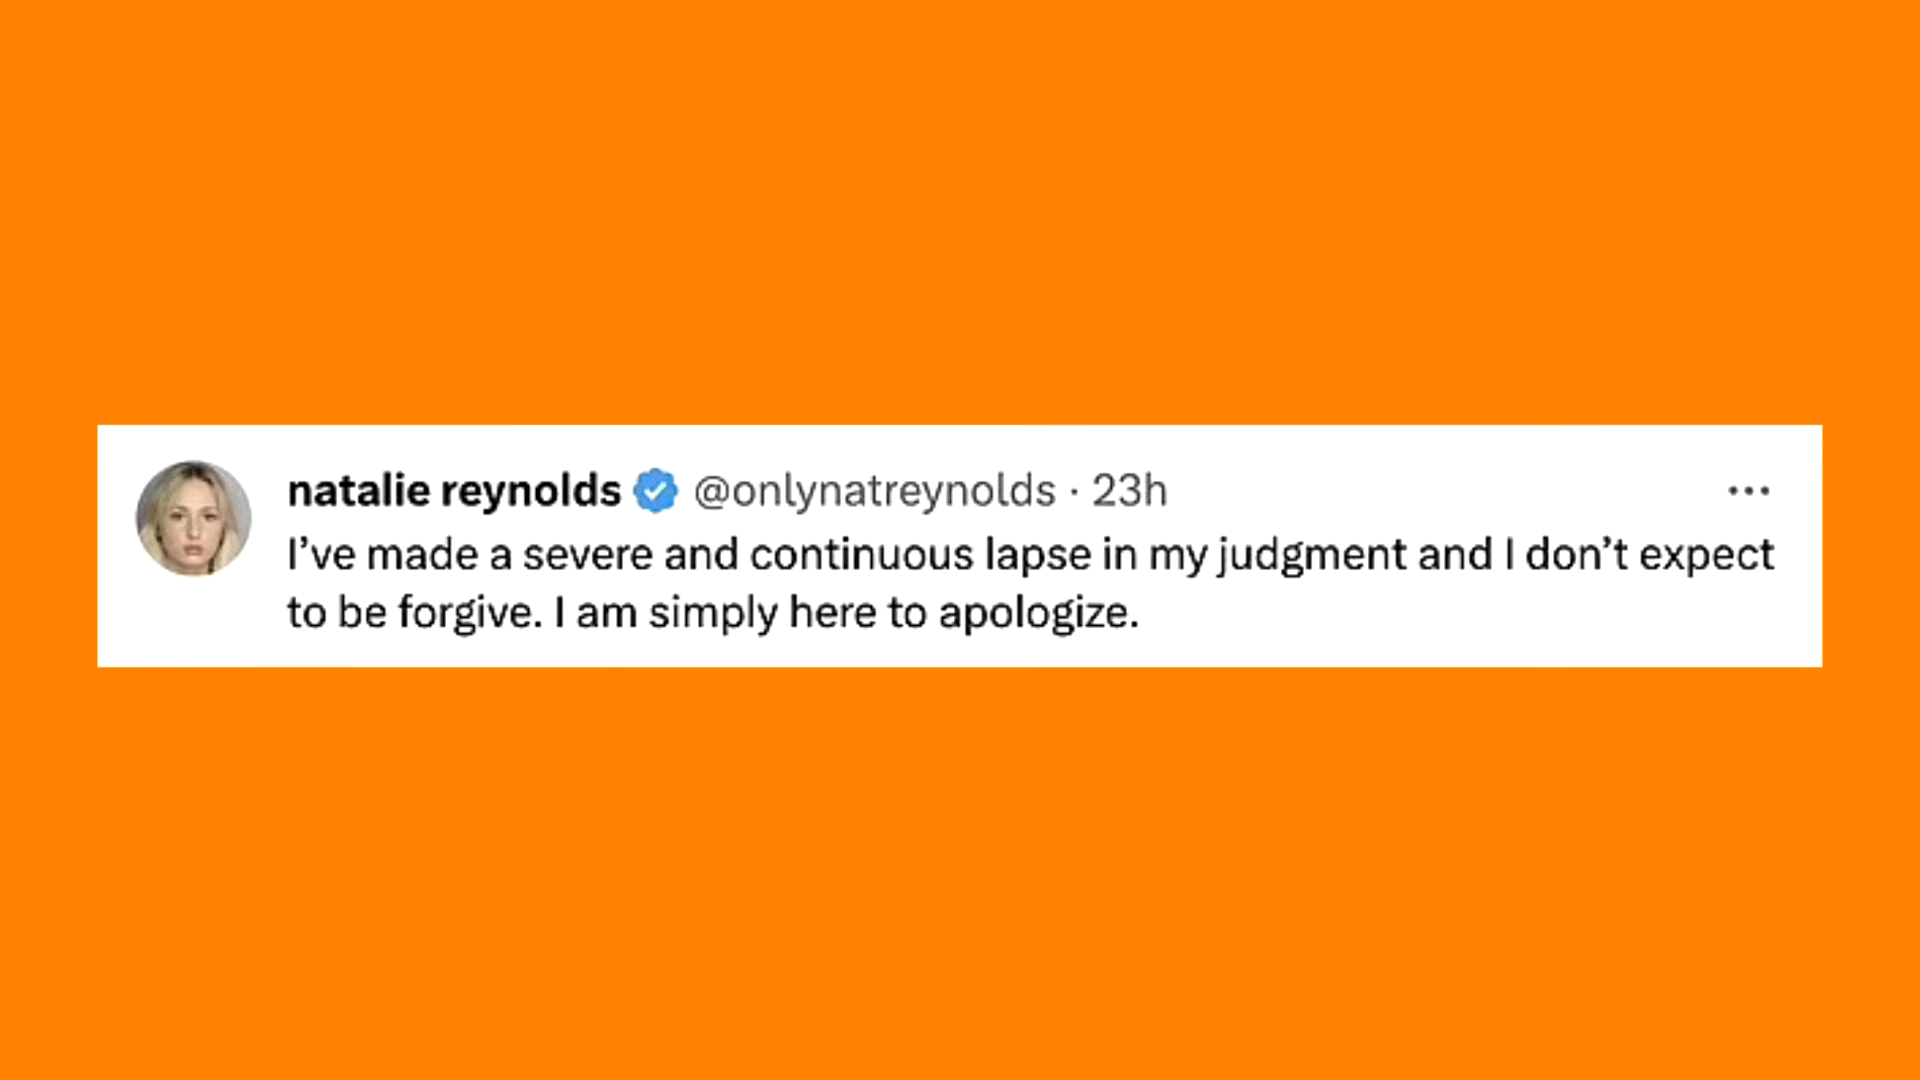 natalie reynolds @onlynatreynolds · 23h
I’ve made a severe and continuous lapse in my judgment and I don’t expect
to be forgive. I am simply here to apologize.